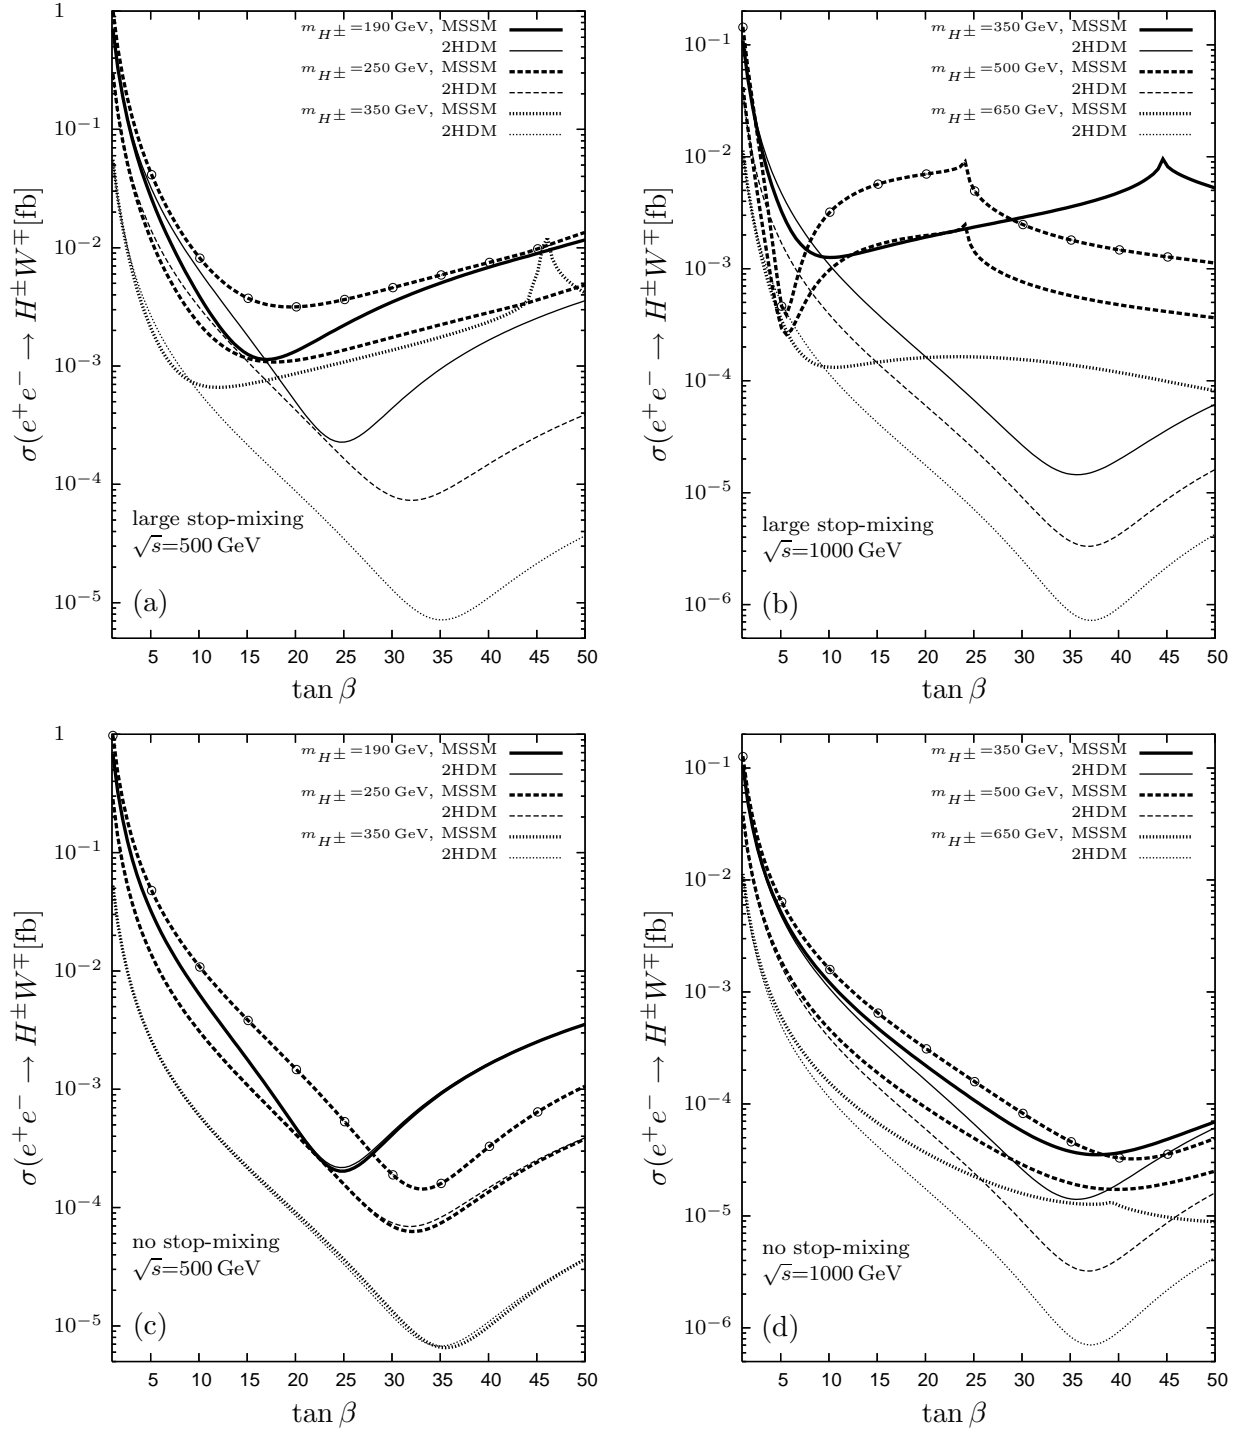 1
10⁻¹
10⁻²
10⁻³
10⁻⁴
10⁻⁵
σ(e⁺e⁻ → H^±W^∓[fb]
m_{H^±}=190 GeV, MSSM
2HDM
m_{H^±}=250 GeV, MSSM
2HDM
m_{H^±}=350 GeV, MSSM
2HDM
large stop-mixing
√s=500 GeV
(a)
5 10 15 20 25 30 35 40 45 50
tan β
10⁻¹
10⁻²
10⁻³
10⁻⁴
10⁻⁵
10⁻⁶
σ(e⁺e⁻ → H^±W^∓[fb]
m_{H^±}=350 GeV, MSSM
2HDM
m_{H^±}=500 GeV, MSSM
2HDM
m_{H^±}=650 GeV, MSSM
2HDM
large stop-mixing
√s=1000 GeV
(b)
5 10 15 20 25 30 35 40 45 50
tan β
1
10⁻¹
10⁻²
10⁻³
10⁻⁴
10⁻⁵
σ(e⁺e⁻ → H^±W^∓[fb]
m_{H^±}=190 GeV, MSSM
2HDM
m_{H^±}=250 GeV, MSSM
2HDM
m_{H^±}=350 GeV, MSSM
2HDM
no stop-mixing
√s=500 GeV
(c)
5 10 15 20 25 30 35 40 45 50
tan β
10⁻¹
10⁻²
10⁻³
10⁻⁴
10⁻⁵
10⁻⁶
σ(e⁺e⁻ → H^±W^∓[fb]
m_{H^±}=350 GeV, MSSM
2HDM
m_{H^±}=500 GeV, MSSM
2HDM
m_{H^±}=650 GeV, MSSM
2HDM
no stop-mixing
√s=1000 GeV
(d)
5 10 15 20 25 30 35 40 45 50
tan β